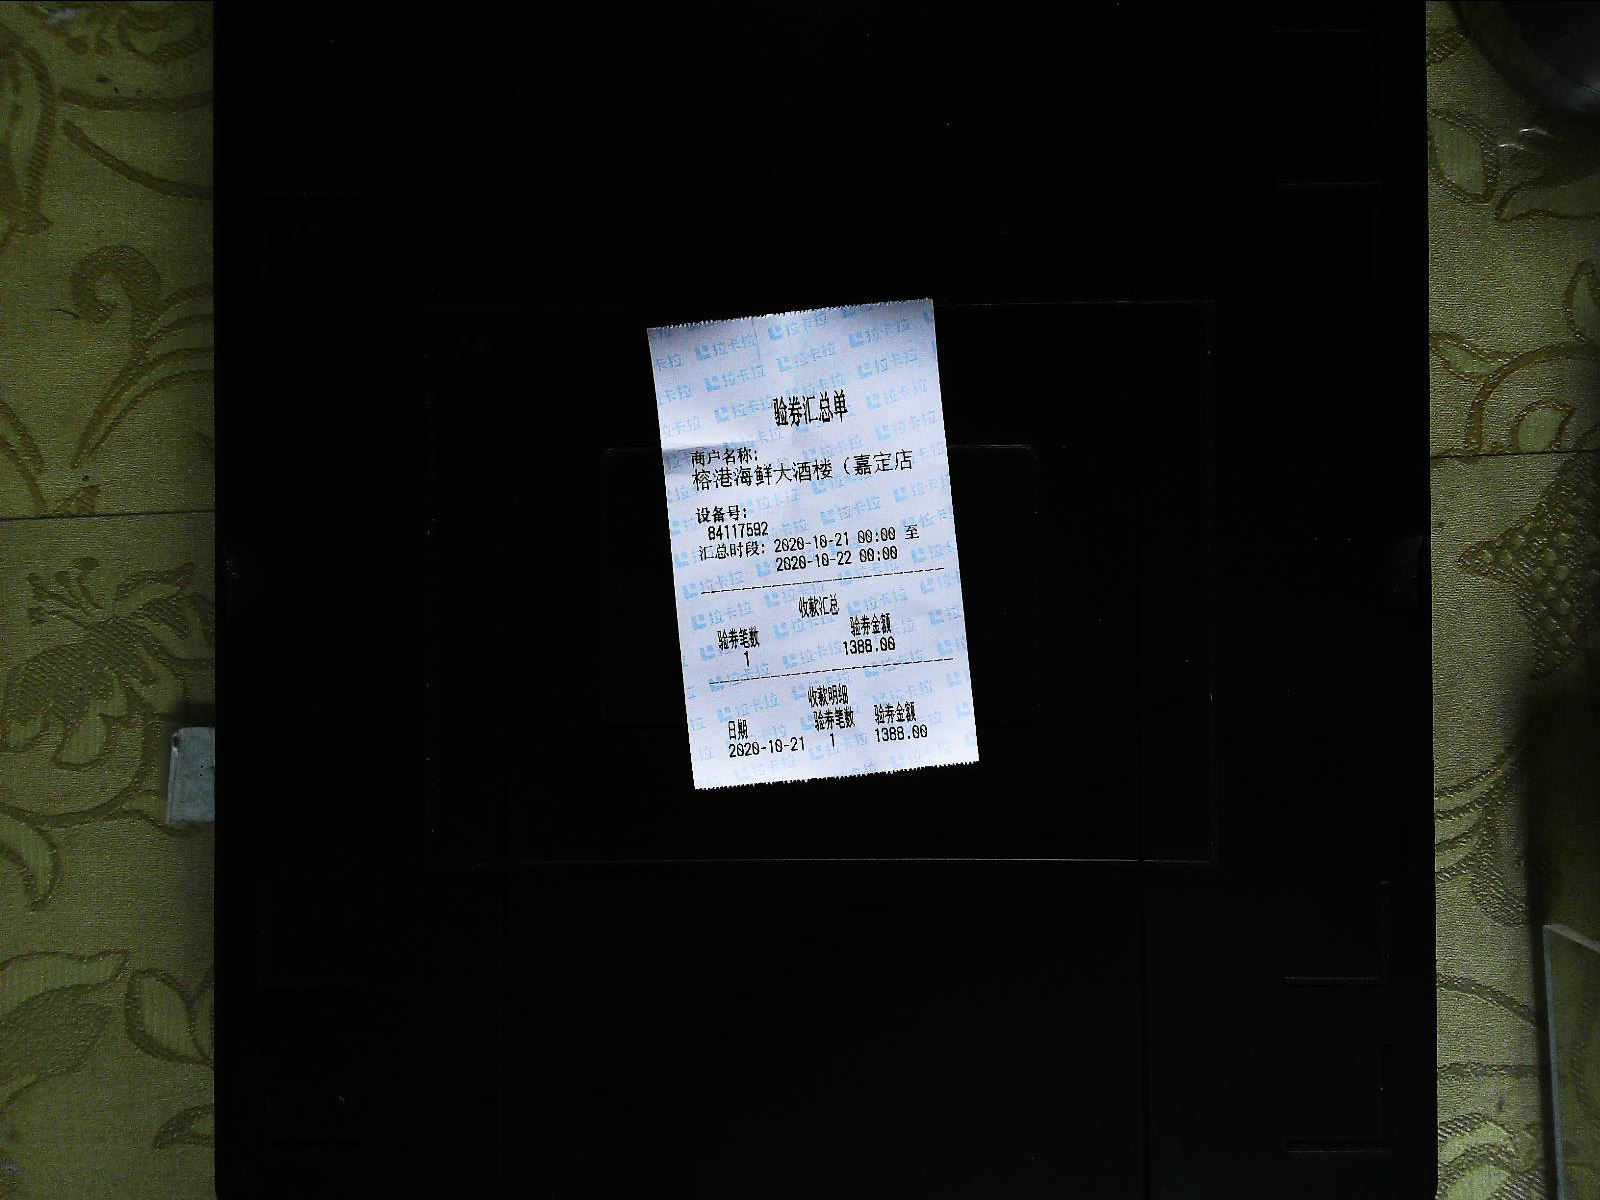 验券汇总单
商户名称:
榕港海鲜大酒楼（嘉定店
设备号:
84117592
汇总时段: 2020-10-21 00:00 至
2020-10-22 00:00
收款汇总
验券笔数 验券金额
1 1388.00
收款明细
日期 验券笔数 验券金额
2020-10-21 1 1388.00
拉卡拉